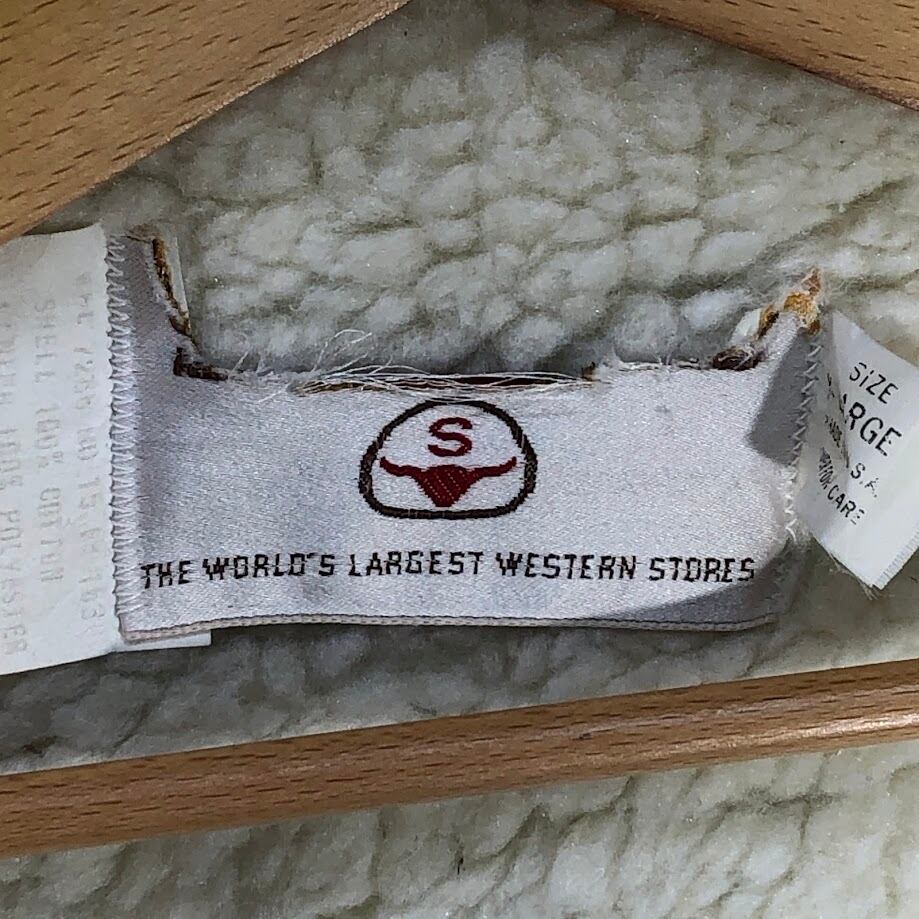 S
THE WORLD'S LARGEST WESTERN STORES
SIZE
LARGE
U.S.A.
CARE
SHELL 100% COTTON
100% POLYESTER